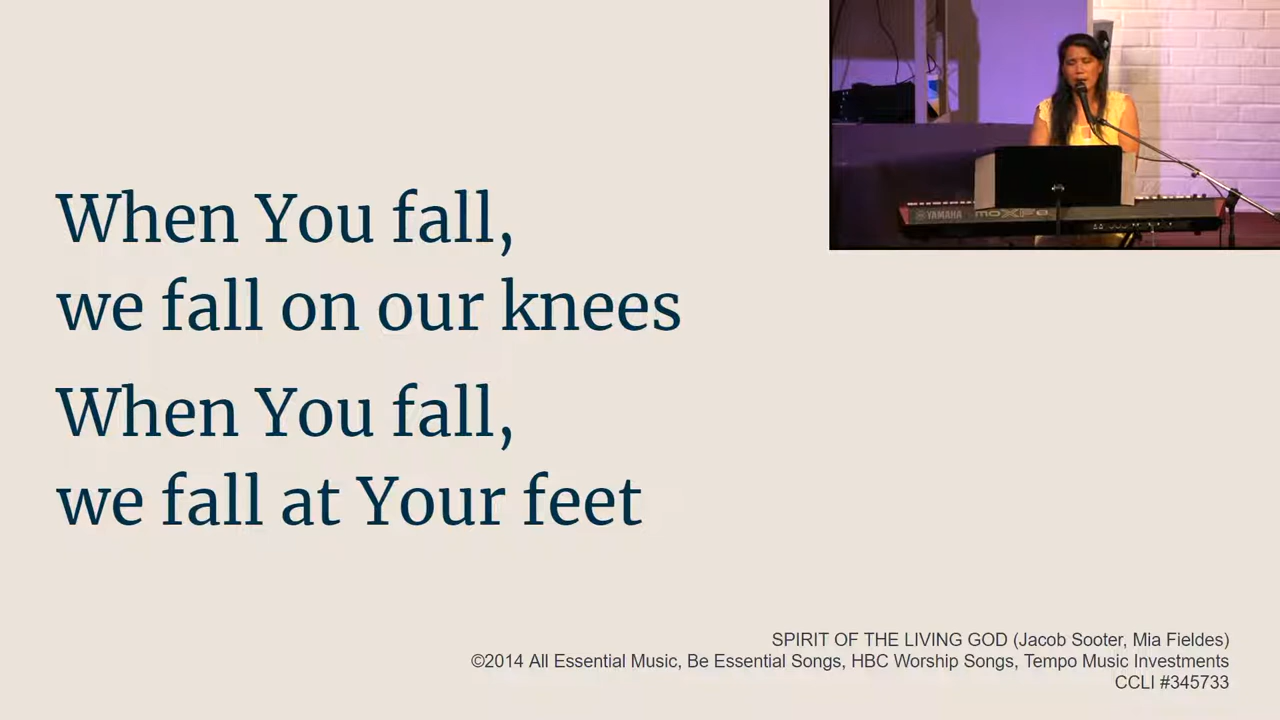 When You fall,
we fall on our knees
When You fall,
we fall at Your feet
YAMAHA
MOXF8
SPIRIT OF THE LIVING GOD (Jacob Sooter, Mia Fieldes)
©2014 All Essential Music, Be Essential Songs, HBC Worship Songs, Tempo Music Investments
CCLI #345733